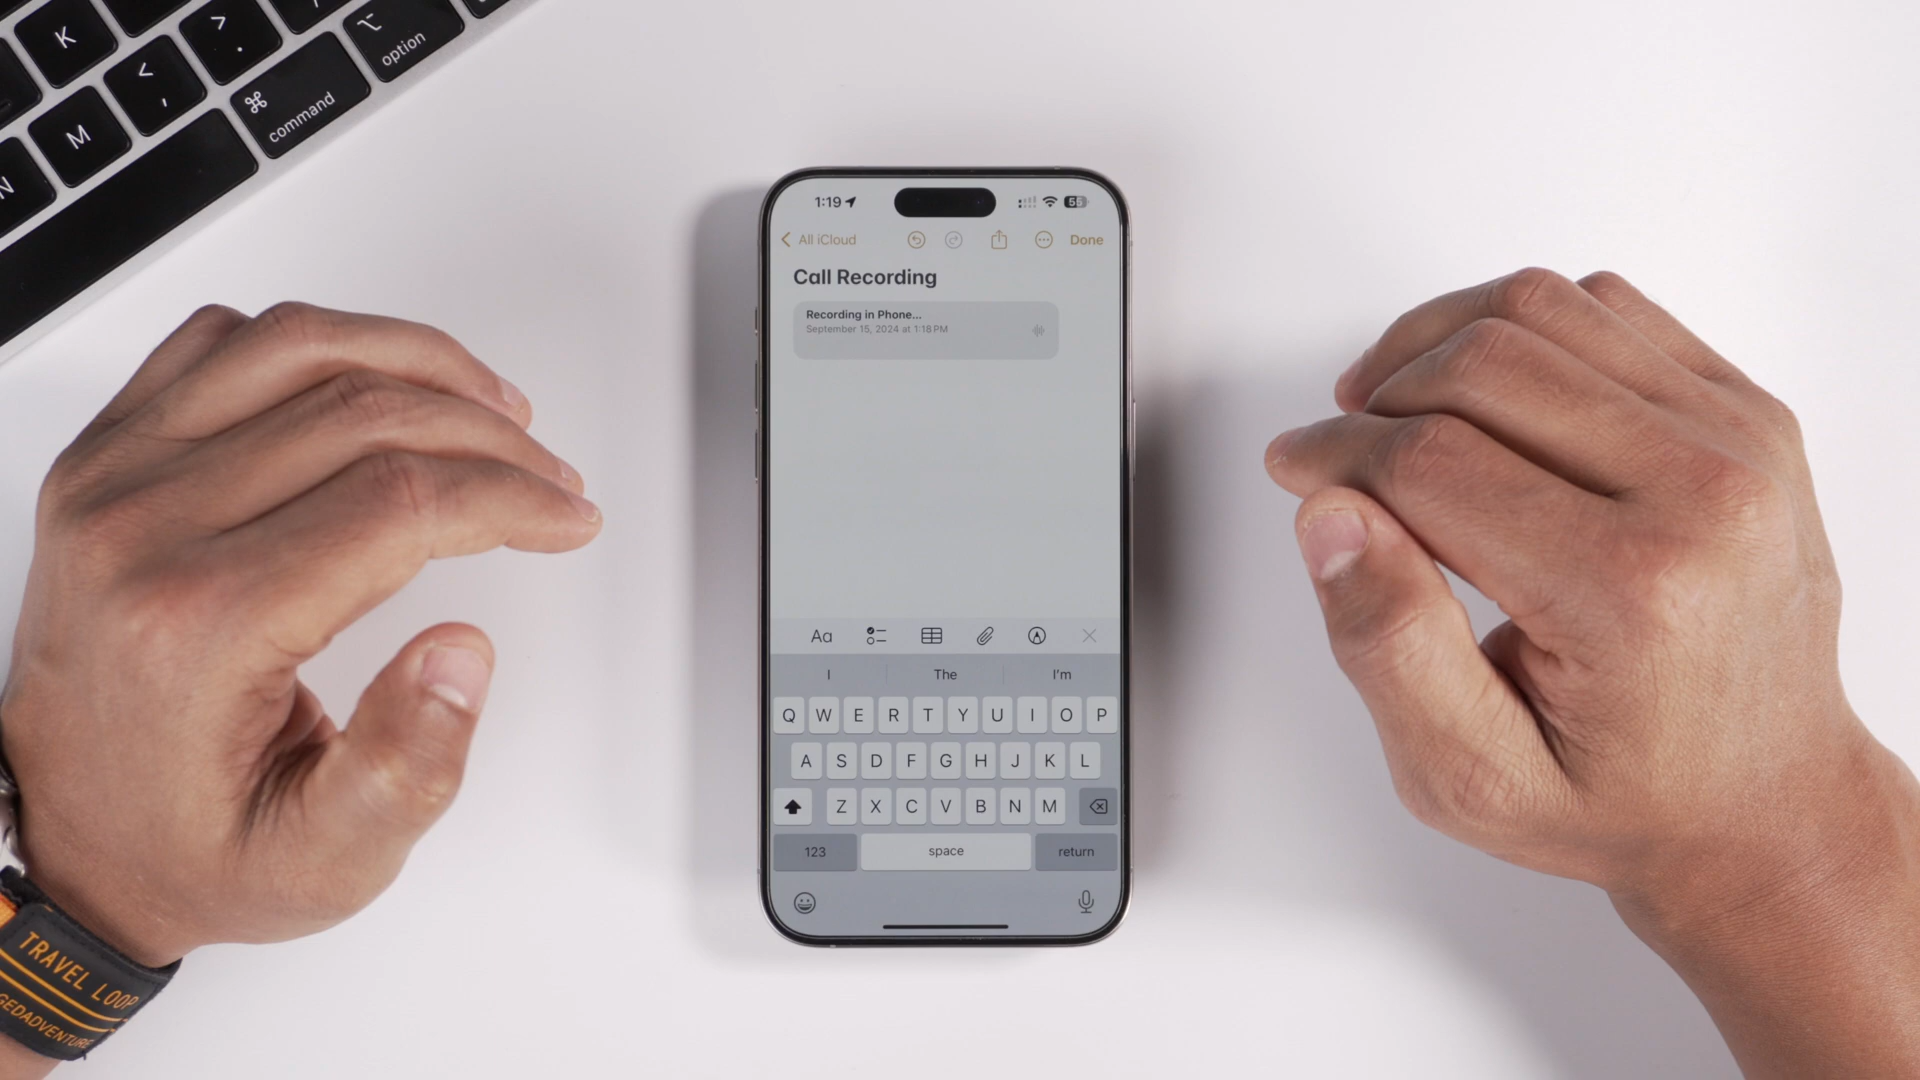 K
>
.
option
<
,
⌘
command
M
N
1:19
55
All iCloud
Done
Call Recording
Recording in Phone...
September 15, 2024 at 1:18 PM
Aa
I
The
I'm
Q W E R T Y U I O P
A S D F G H J K L
Z X C V B N M
123
space
return
TRAVEL LOOP
GEDADVENTURE